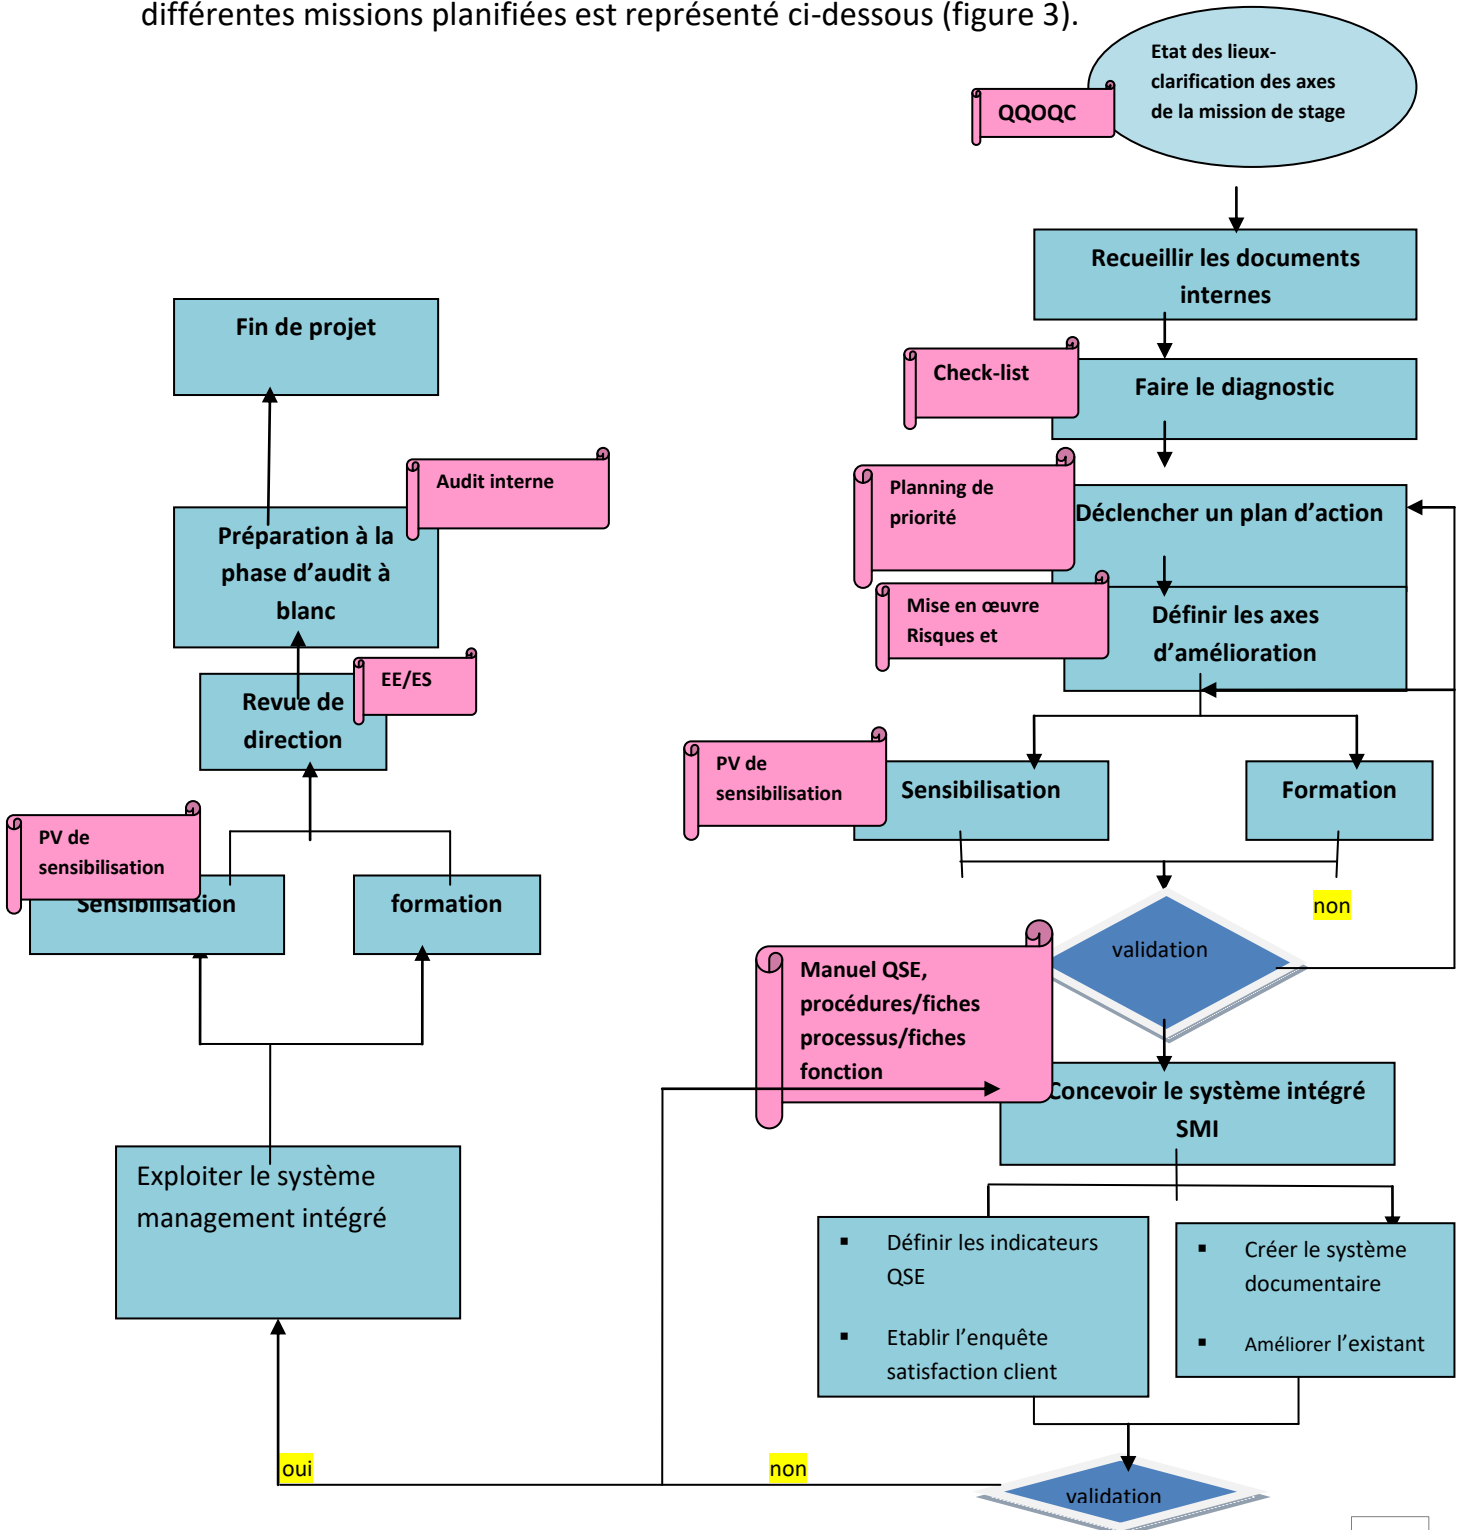 différentes missions planifiées est représenté ci-dessous (figure 3).
Etat des lieux-
clarification des axes
de la mission de stage
QQOQC
Recueillir les documents
internes
Check-list
Faire le diagnostic
Planning de
priorité
Déclencher un plan d’action
Mise en œuvre
Risques et
Définir les axes
d’amélioration
PV de
sensibilisation
Sensibilisation
Formation
non
validation
Manuel QSE,
procédures/fiches
processus/fiches
fonction
Concevoir le système intégré
SMI
▪ Définir les indicateurs
QSE
▪ Etablir l’enquête
satisfaction client
▪ Créer le système
documentaire
▪ Améliorer l’existant
validation
non
oui
Exploiter le système
management intégré
PV de
sensibilisation
Sensibilisation
formation
EE/ES
Revue de
direction
Audit interne
Préparation à la
phase d’audit à
blanc
Fin de projet